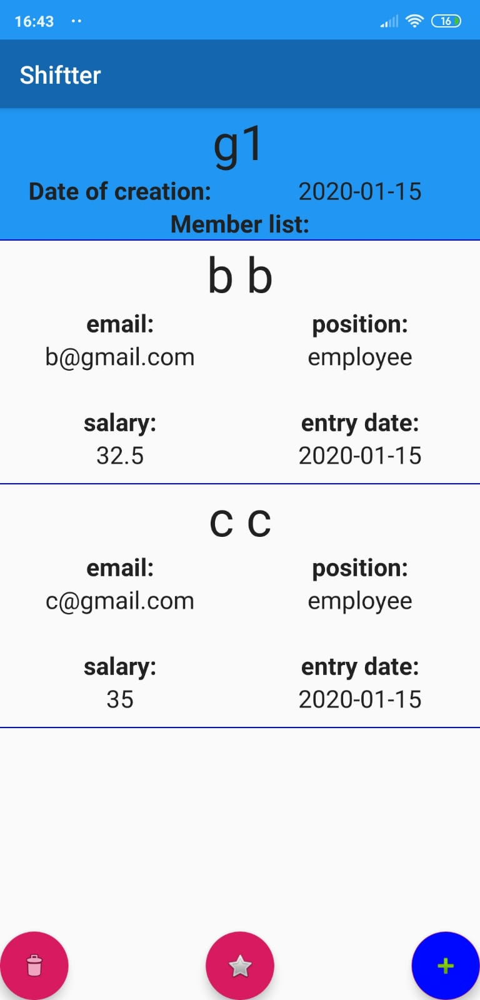 16:43
16
Shiftter
g1
Date of creation: 2020-01-15
Member list:
b b
email: position:
b@gmail.com employee
salary: entry date:
32.5 2020-01-15
c c
email: position:
c@gmail.com employee
salary: entry date:
35 2020-01-15